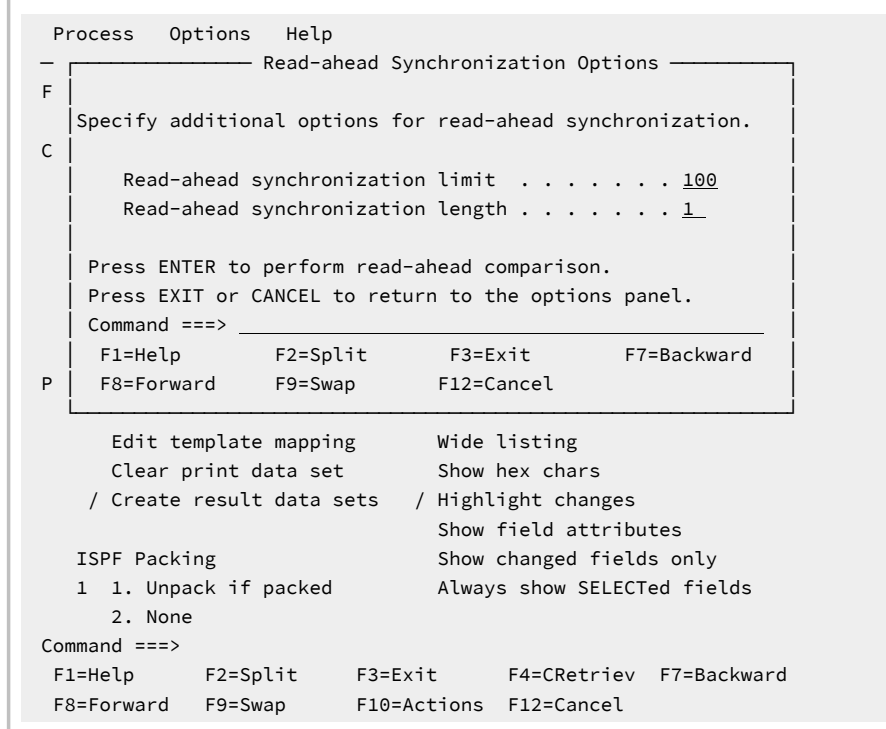 Process   Options   Help
Read-ahead Synchronization Options
F
Specify additional options for read-ahead synchronization.
C
Read-ahead synchronization limit  . . . . . . . 100
Read-ahead synchronization length . . . . . . . 1
Press ENTER to perform read-ahead comparison.
Press EXIT or CANCEL to return to the options panel.
Command ===>
F1=Help        F2=Split       F3=Exit         F7=Backward
P   F8=Forward     F9=Swap       F12=Cancel
Edit template mapping       Wide listing
Clear print data set        Show hex chars
/ Create result data sets   / Highlight changes
Show field attributes
ISPF Packing                   Show changed fields only
1  1. Unpack if packed         Always show SELECTed fields
2. None
Command ===>
F1=Help      F2=Split     F3=Exit      F4=CRetriev  F7=Backward
F8=Forward   F9=Swap      F10=Actions  F12=Cancel